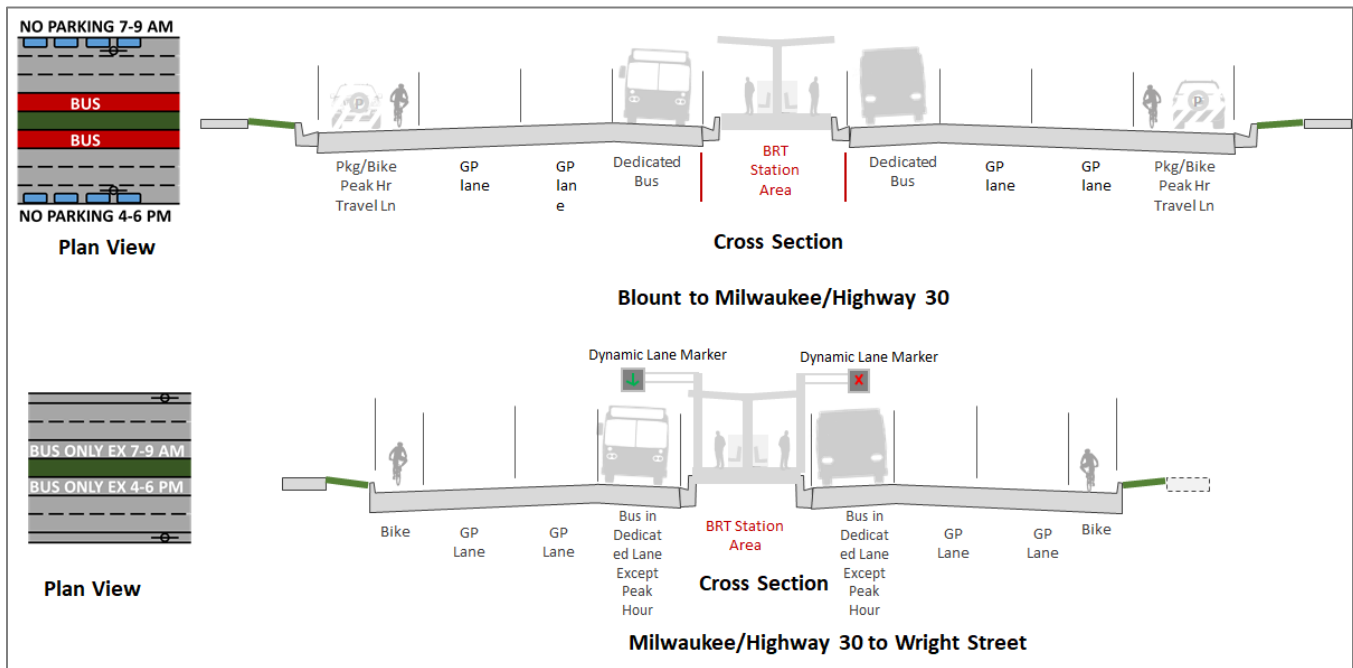 NO PARKING 7-9 AM
BUS
BUS
NO PARKING 4-6 PM
Plan View
P
P
Pkg/Bike
Peak Hr
Travel Ln
GP
lane
GP
lan
e
Dedicated
Bus
BRT
Station
Area
Dedicated
Bus
GP
lane
GP
lane
Pkg/Bike
Peak Hr
Travel Ln
Cross Section
Blount to Milwaukee/Highway 30
Dynamic Lane Marker
Dynamic Lane Marker
X
BUS ONLY EX 7-9 AM
BUS ONLY EX 4-6 PM
Plan View
Bike
GP
Lane
GP
Lane
Bus in
Dedicat
ed Lane
Except
Peak
Hour
BRT Station
Area
Bus in
Dedicat
ed Lane
Except
Peak
Hour
GP
Lane
GP
Lane
Bike
Cross Section
Milwaukee/Highway 30 to Wright Street